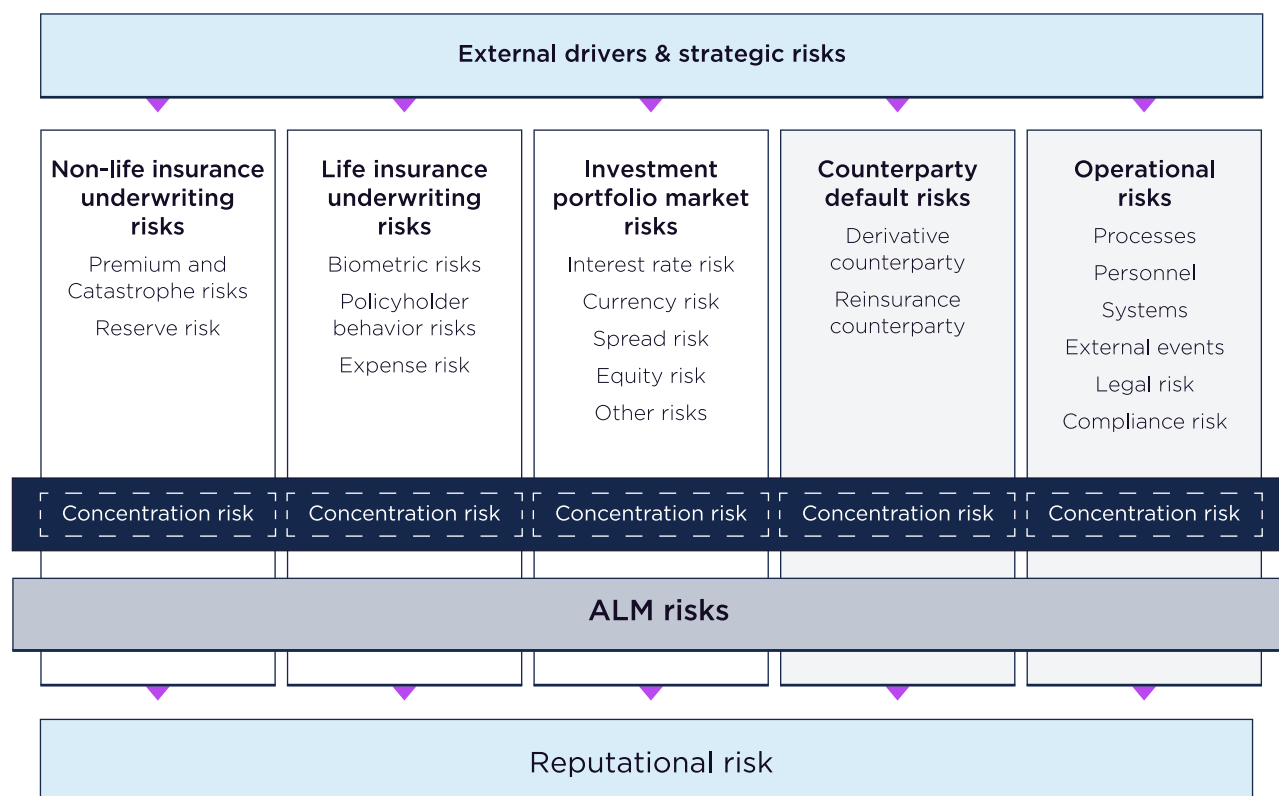 External drivers & strategic risks
Non-life insurance
underwriting
risks
Premium and
Catastrophe risks
Reserve risk
Life insurance
underwriting
risks
Biometric risks
Policyholder
behavior risks
Expense risk
Investment
portfolio market
risks
Interest rate risk
Currency risk
Spread risk
Equity risk
Other risks
Counterparty
default risks
Derivative
counterparty
Reinsurance
counterparty
Operational
risks
Processes
Personnel
Systems
External events
Legal risk
Compliance risk
Concentration risk
Concentration risk
Concentration risk
Concentration risk
Concentration risk
ALM risks
Reputational risk